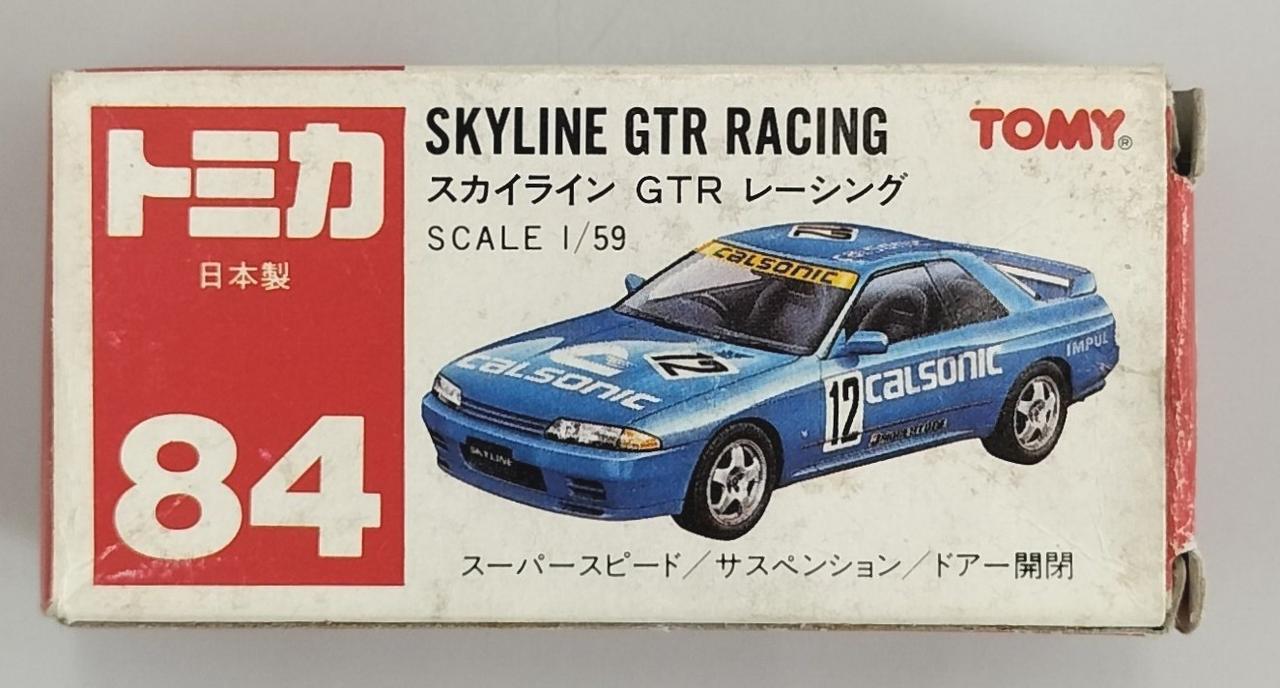 トミカ
日本製
84
SKYLINE GTR RACING
TOMY®
スカイライン GTR レーシング
SCALE 1/59
12
calsonic
calsonic
12
12
calsonic
IMPUL
SKYLINE
スーパースピード/サスペンション/ドアー開閉